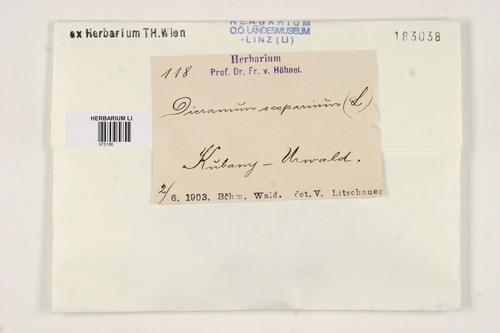 ex Herbarium TH.Wien
HERBARIUM
O.Ö.LANDESMUSEUM
-LINZ (LI)
183038
Herbarium
Prof. Dr. Fr. v. Höhnel.
118
Dicranum scoparium (L)
HERBARIUM LI
975186
Kubany - Urwald.
2/6. 1903. Böhm. Wald. det. V. Litschauer